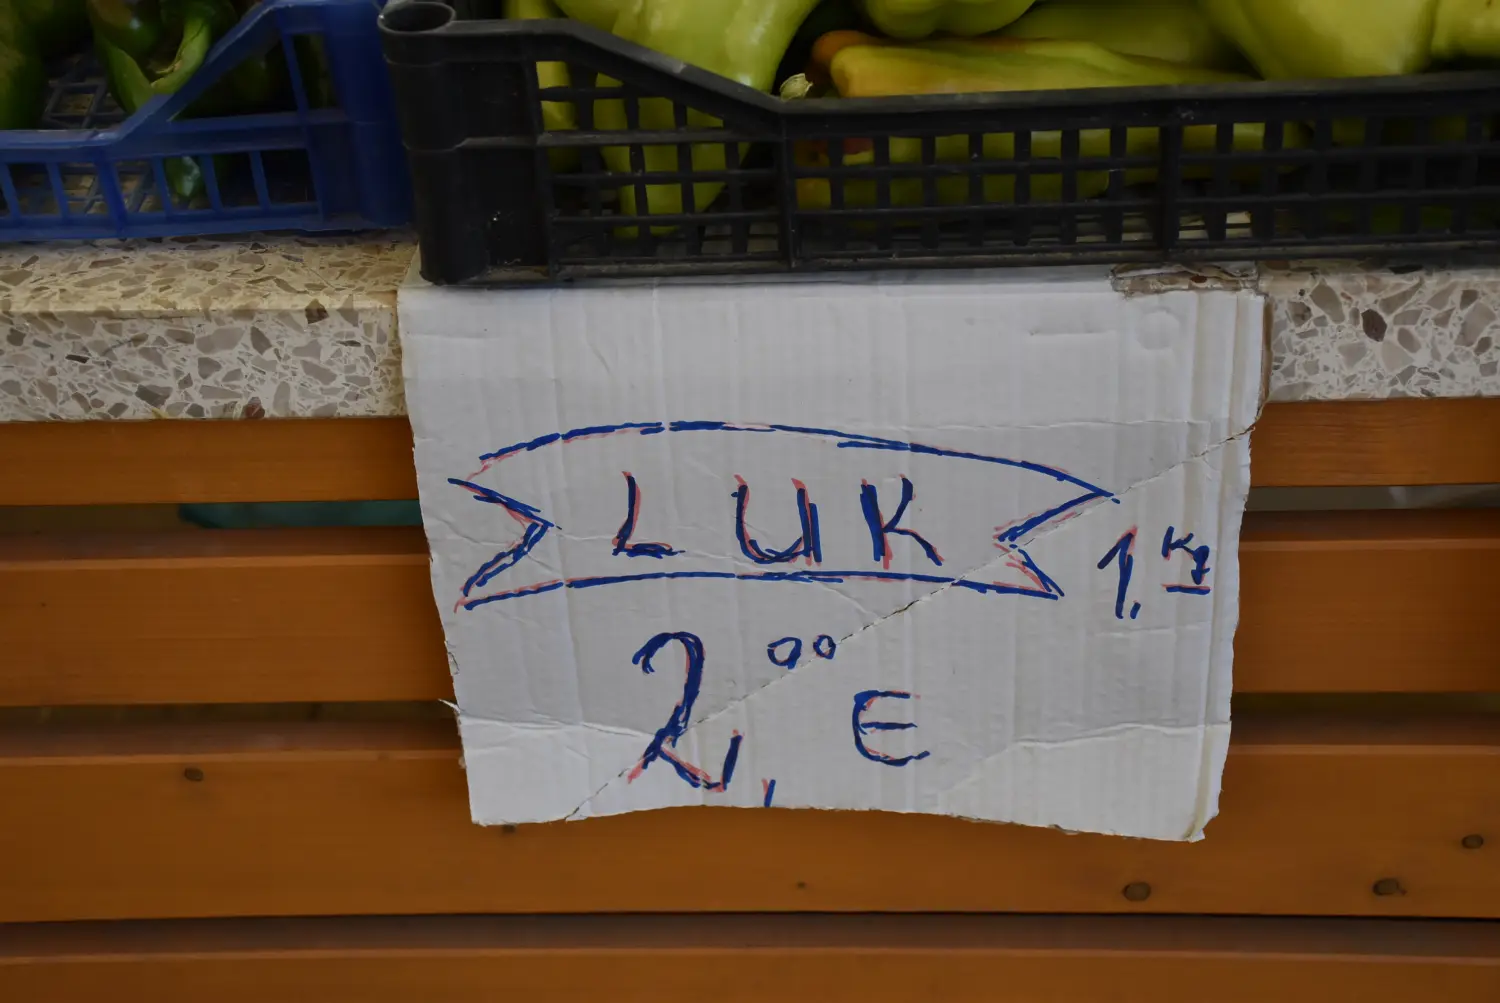 LUK
1. Kg
2,00 €